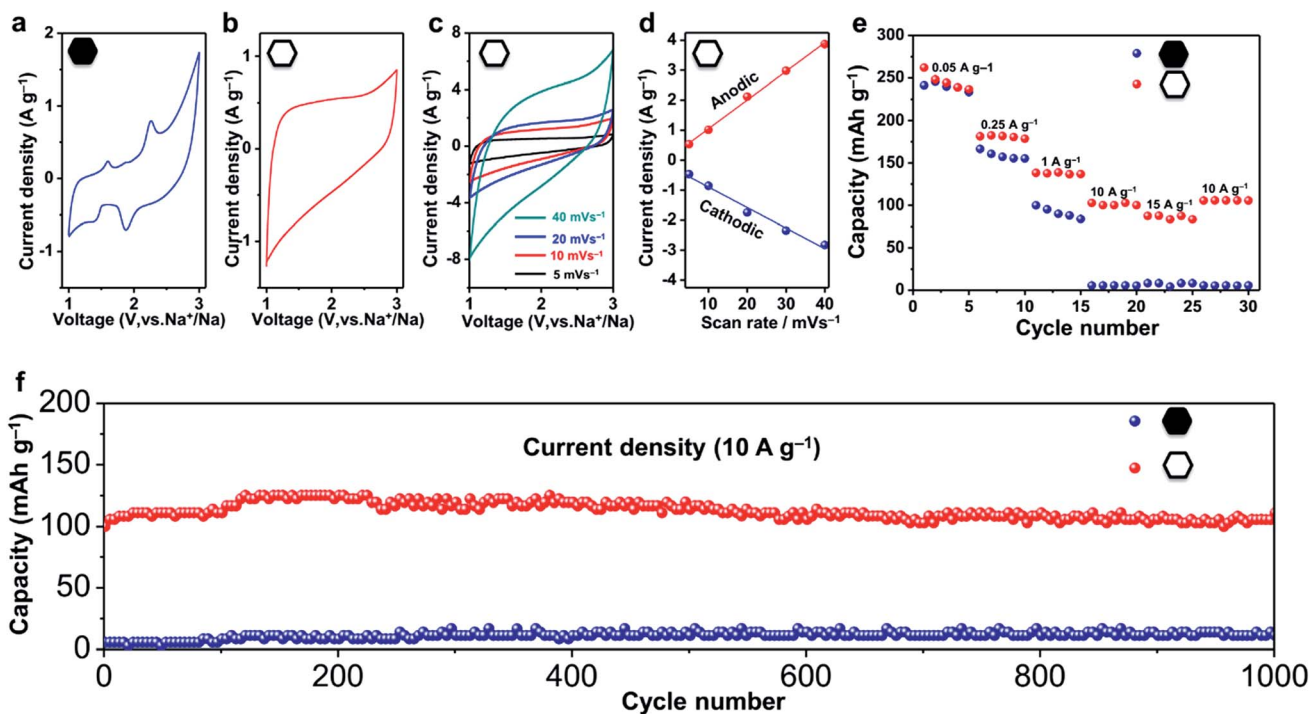 a
2
1
0
-1
1
2
3
Current density (A g⁻¹)
Voltage (V,vs.Na⁺/Na)
b
1
0
1
1
2
3
Current density (A g⁻¹)
Voltage (V,vs.Na⁺/Na)
c
8
4
0
-4
-8
1
2
3
40 mVs⁻¹
20 mVs⁻¹
10 mVs⁻¹
5 mVs⁻¹
Current density (A g⁻¹)
Voltage (V,vs.Na⁺/Na)
d
4
3
2
1
0
-1
-2
-3
-4
10
20
30
40
Anodic
Cathodic
Current density (A g⁻¹)
Scan rate / mVs⁻¹
e
300
250
200
150
100
50
0
0
5
10
15
20
25
30
0.05 A g–1
0.25 A g⁻¹
1 A g⁻¹
10 A g⁻¹
15 A g⁻¹
10 A g⁻¹
Capacity (mAh g⁻¹)
Cycle number
f
200
150
100
50
0
0
200
400
600
800
1000
Current density (10 A g⁻¹)
Capacity (mAh g⁻¹)
Cycle number